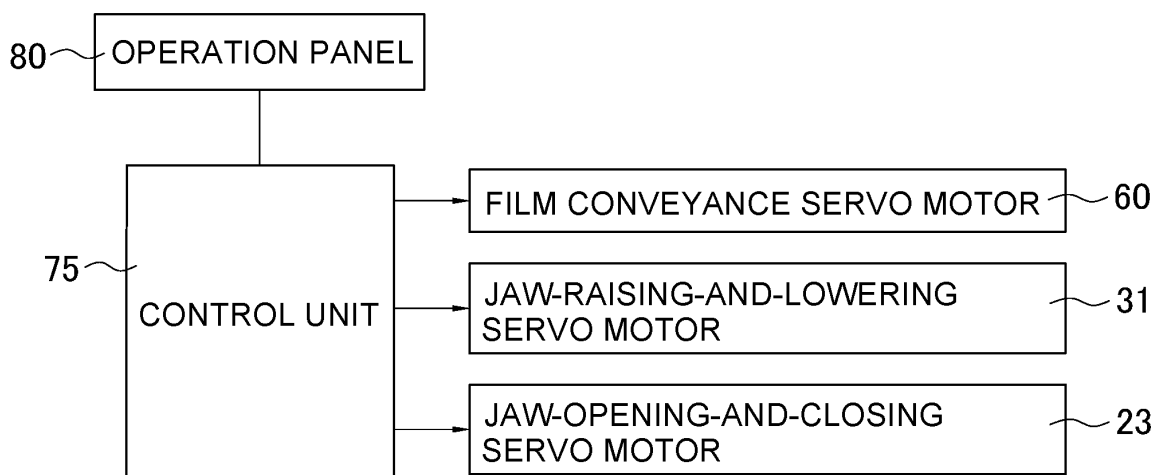 80 OPERATION PANEL
FILM CONVEYANCE SERVO MOTOR 60
75
CONTROL UNIT
JAW-RAISING-AND-LOWERING
SERVO MOTOR
31
JAW-OPENING-AND-CLOSING
SERVO MOTOR
23